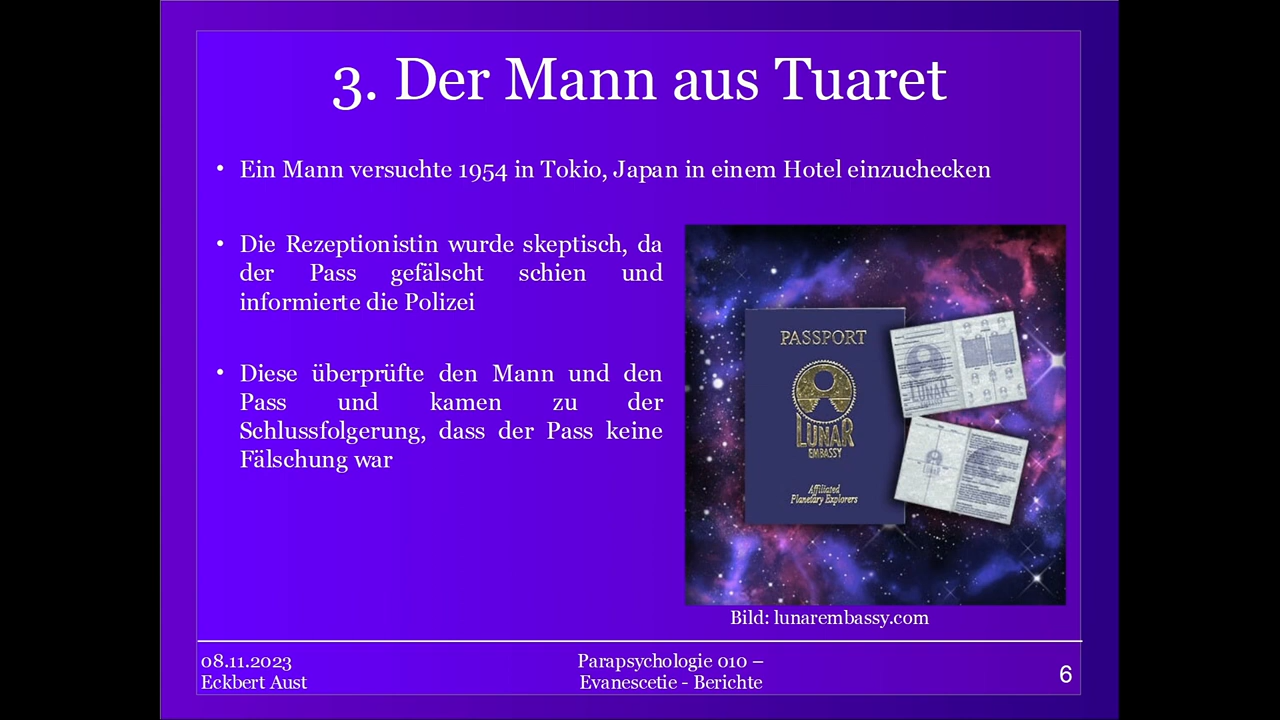 3. Der Mann aus Tuaret
• Ein Mann versuchte 1954 in Tokio, Japan in einem Hotel einzuchecken
• Die Rezeptionistin wurde skeptisch, da
der Pass gefälscht schien und
informierte die Polizei
• Diese überprüfte den Mann und den
Pass und kamen zu der
Schlussfolgerung, dass der Pass keine
Fälschung war
PASSPORT
LUNAR
EMBASSY
Affiliated
Planetary Explorers
Bild: lunarembassy.com
08.11.2023
Eckbert Aust
Parapsychologie 010 –
Evanescetie - Berichte
6